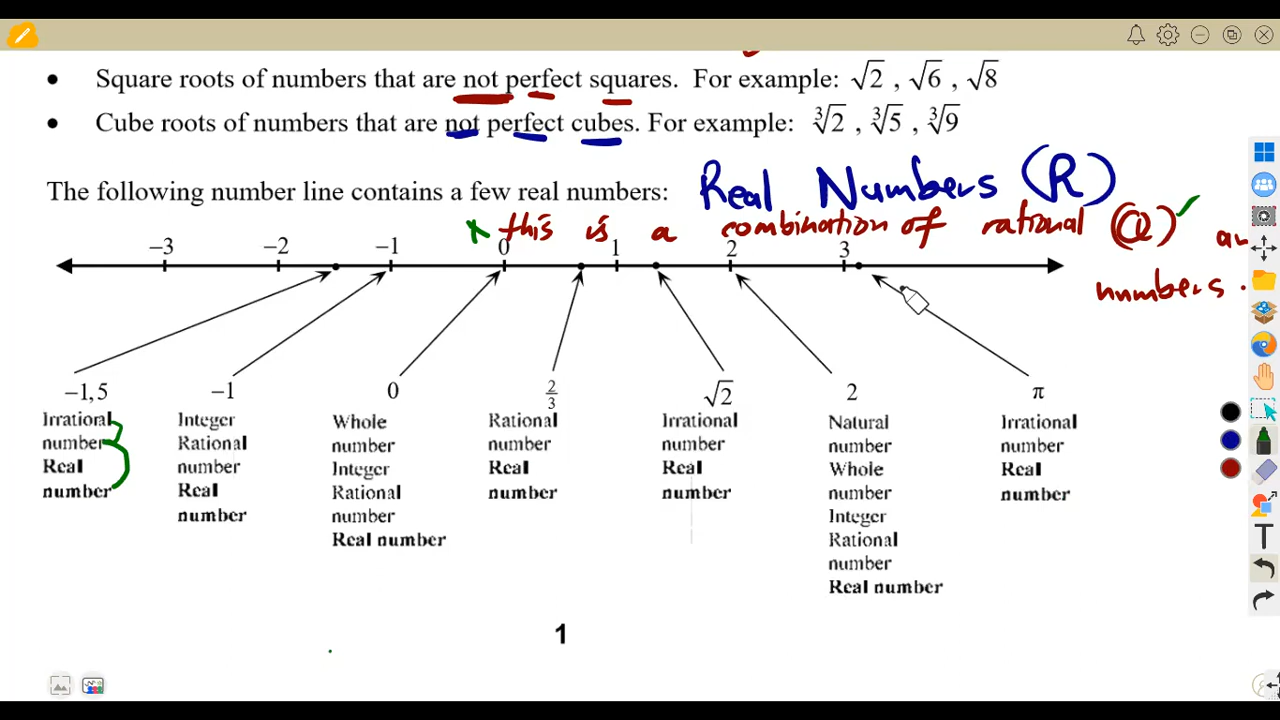 • Square roots of numbers that are not perfect squares. For example: √2 , √6 , √8
• Cube roots of numbers that are not perfect cubes. For example: ∛2 , ∛5 , ∛9
The following number line contains a few real numbers: Real Numbers (R)
this is a combination of rational (Q) ✓
−3 −2 −1 0 1 2 3
numbers .
−1,5 −1 0 2/3 √2 2 π
Irrational
number
Real
number
Integer
Rational
number
Real
number
Whole
number
Integer
Rational
number
Real number
Rational
number
Real
number
Irrational
number
Real
number
Natural
number
Whole
number
Integer
Rational
number
Real number
Irrational
number
Real
number
1
T